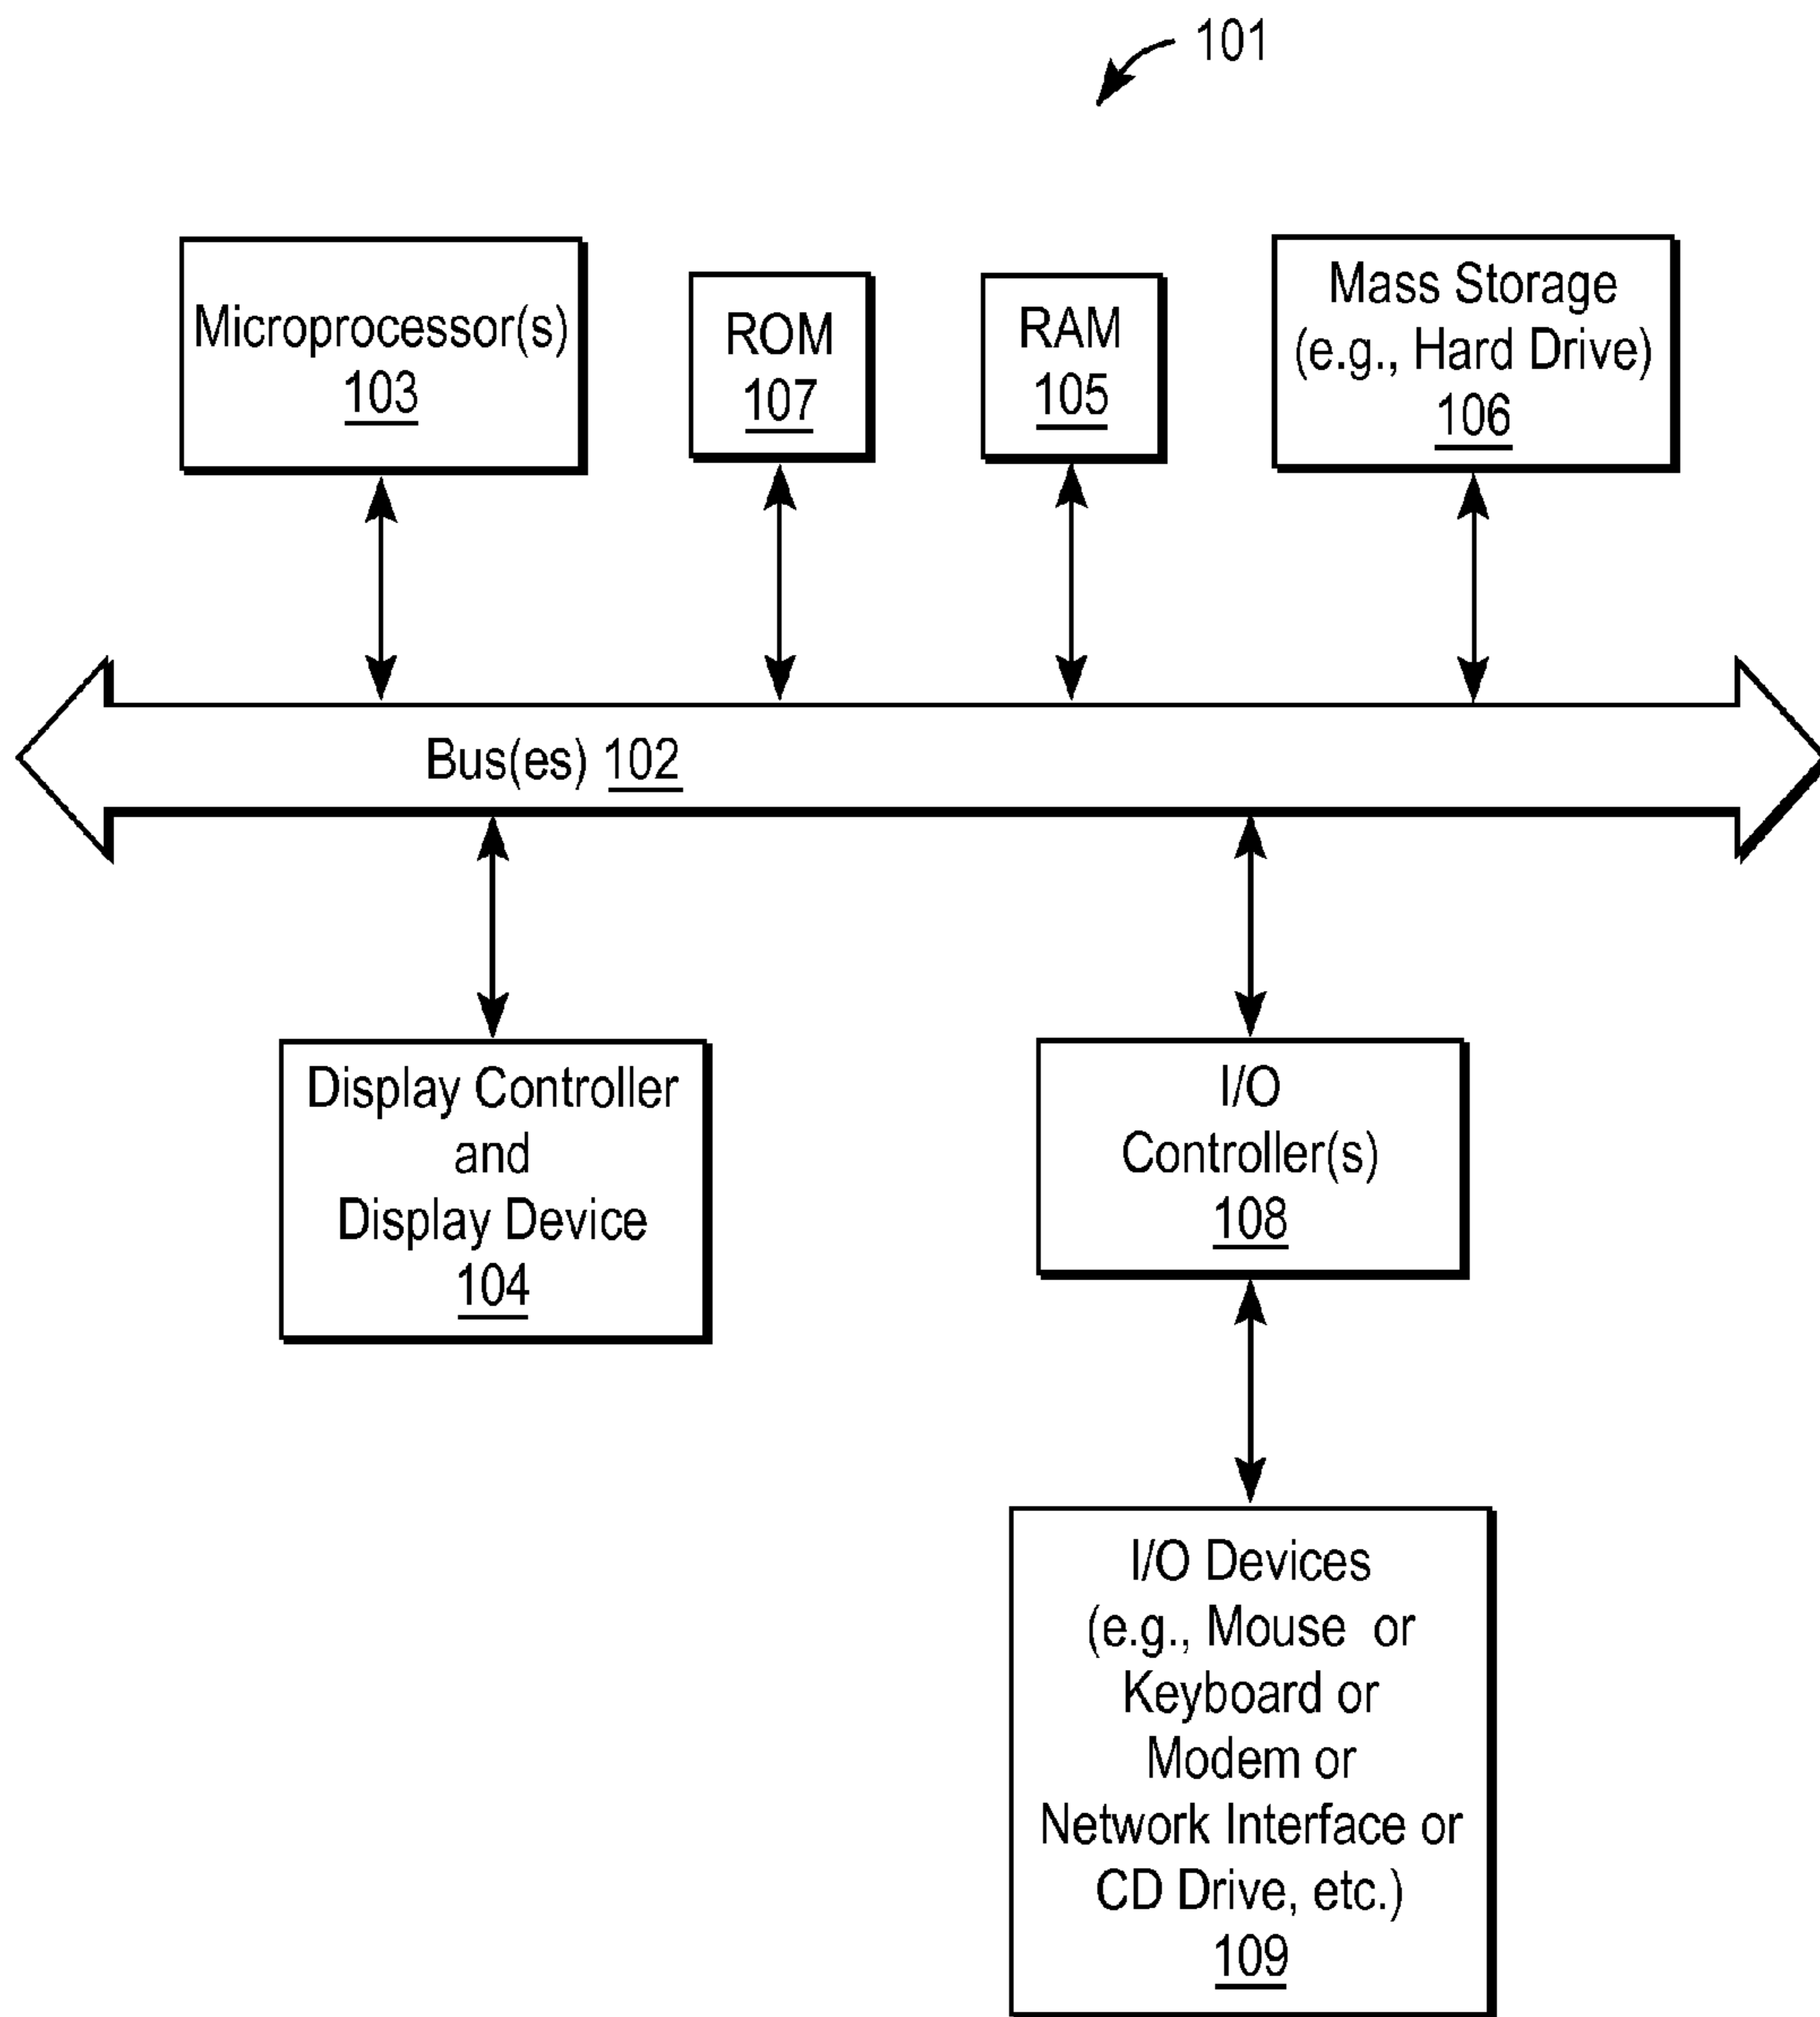 101
Microprocessor(s)
103
ROM
107
RAM
105
Mass Storage
(e.g., Hard Drive)
106
Bus(es) 102
Display Controller
and
Display Device
104
I/O
Controller(s)
108
I/O Devices
(e.g., Mouse or
Keyboard or
Modem or
Network Interface or
CD Drive, etc.)
109